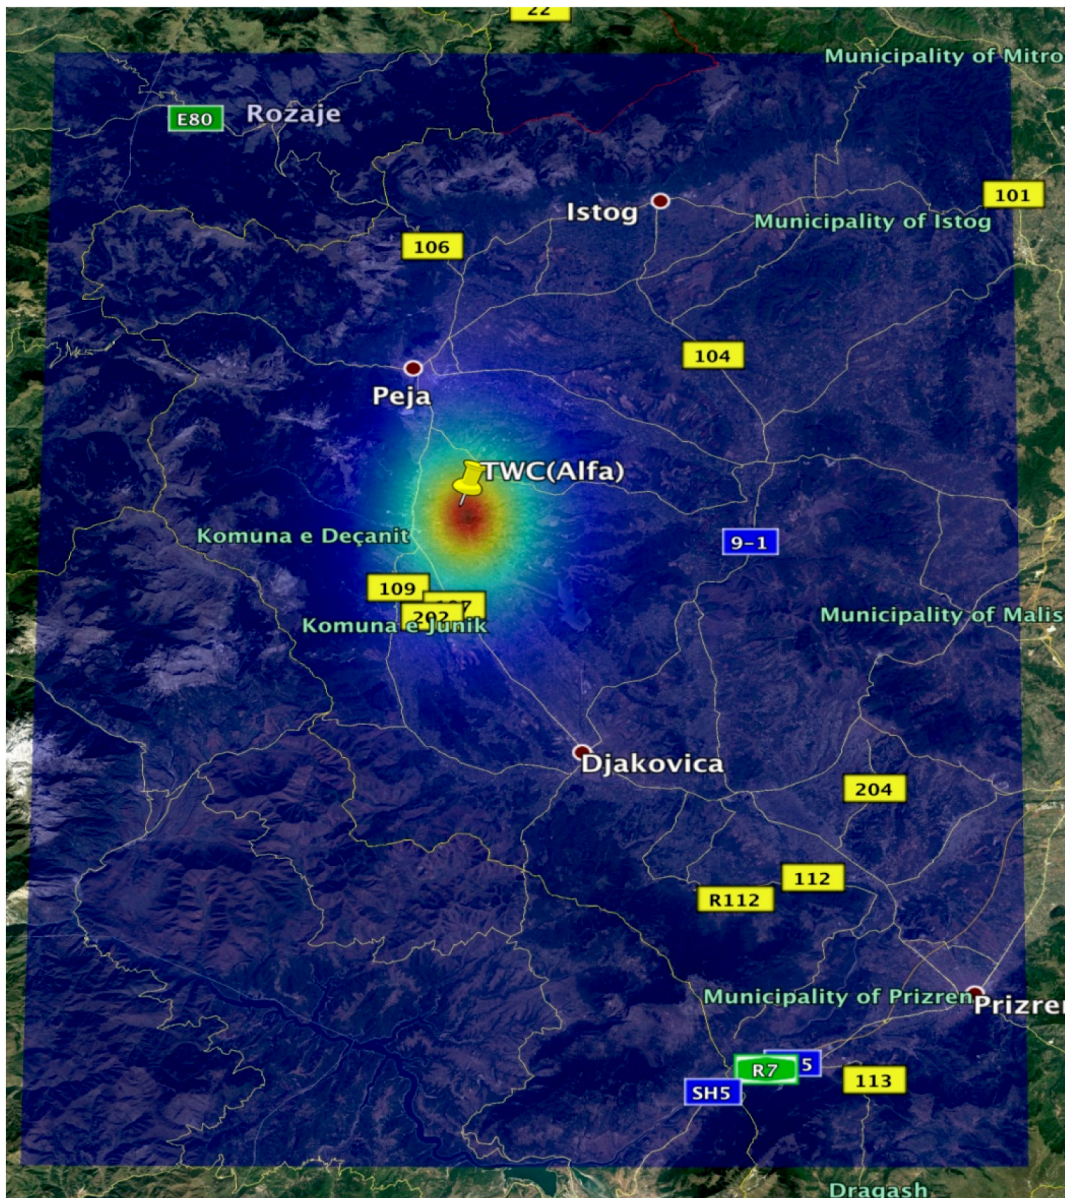 22
Municipality of Mitro
E80
Rožaje
101
Istog
Municipality of Istog
106
104
Peja
TWC(Alfa)
Komuna e Deçanit
9-1
109
107
202
Komuna e Junik
Municipality of Malis
Djakovica
204
112
R112
Municipality of Prizren
Prizren
R7
5
SH5
113
Dragash